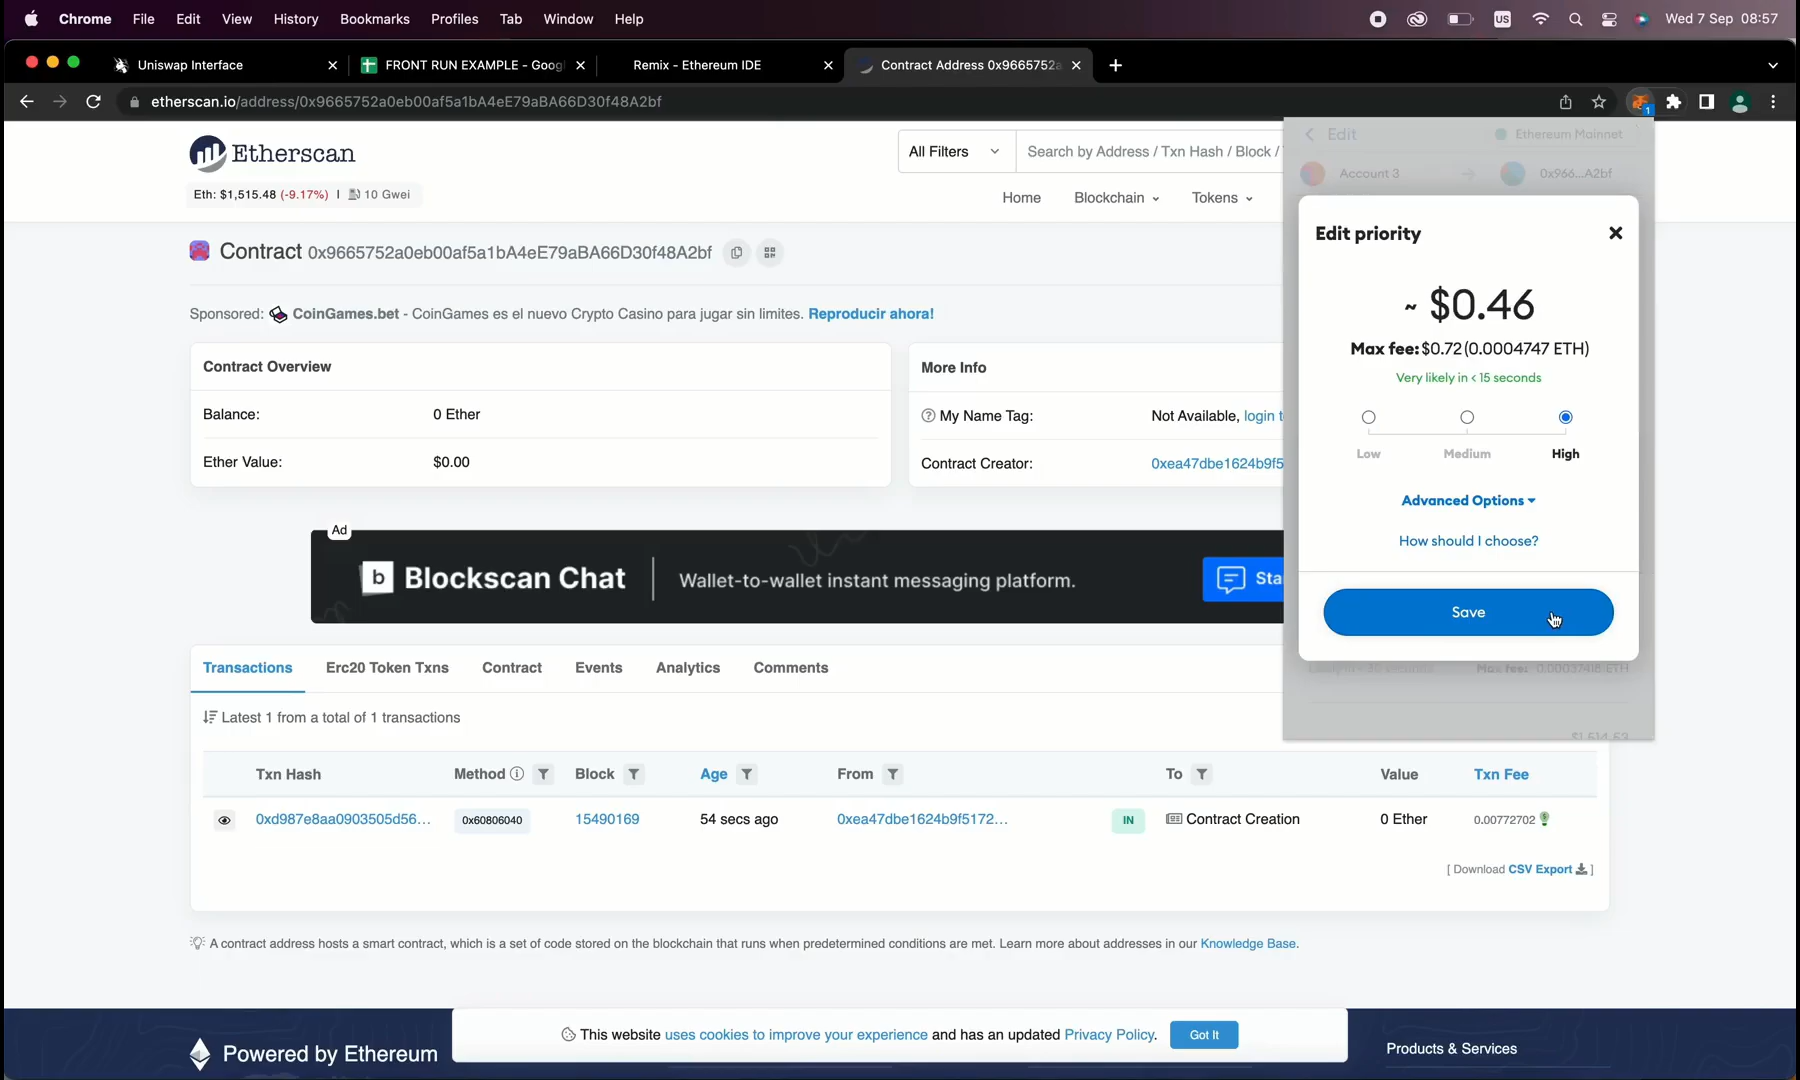 Chrome File Edit View History Bookmarks Profiles Tab Window Help US Wed 7 Sep 08:57
Uniswap Interface FRONT RUN EXAMPLE - Goog Remix - Ethereum IDE Contract Address 0x9665752a
etherscan.io/address/0x9665752a0eb00af5a1bA4eE79aBA66D30f48A2bf 1
Edit Ethereum Mainnet
Etherscan All Filters Search by Address / Txn Hash / Block /
Account 3 0x966...A2bf
Eth: $1,515.48 (-9.17%) | 10 Gwei Home Blockchain Tokens
Edit priority
Contract 0x9665752a0eb00af5a1bA4eE79aBA66D30f48A2bf
~ $0.46
Sponsored: CoinGames.bet - CoinGames es el nuevo Crypto Casino para jugar sin limites. Reproducir ahora!
Max fee:$0.72(0.0004747 ETH)
Very likely in < 15 seconds
Contract Overview More Info
Balance: 0 Ether My Name Tag: Not Available, login t
Low Medium High
Ether Value: $0.00 Contract Creator: 0xea47dbe1624b9f5
Advanced Options
How should I choose?
Ad
b Blockscan Chat Wallet-to-wallet instant messaging platform. Sta
Save
Transactions Erc20 Token Txns Contract Events Analytics Comments
Max fee: 0.00037418 ETH
Latest 1 from a total of 1 transactions
Txn Hash Method Block Age From To Value Txn Fee
0xd987e8aa0903505d56... 0x60806040 15490169 54 secs ago 0xea47dbe1624b9f5172... IN Contract Creation 0 Ether 0.00772702
[ Download CSV Export ]
A contract address hosts a smart contract, which is a set of code stored on the blockchain that runs when predetermined conditions are met. Learn more about addresses in our Knowledge Base.
This website uses cookies to improve your experience and has an updated Privacy Policy. Got It
Powered by Ethereum Products & Services